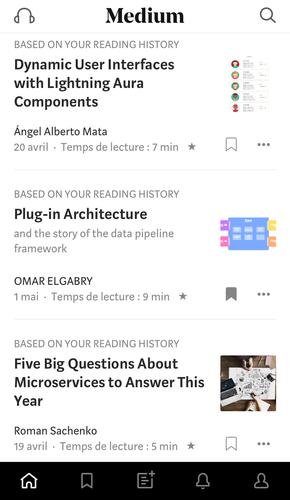 Medium
BASED ON YOUR READING HISTORY
Dynamic User Interfaces
with Lightning Aura
Components
Ángel Alberto Mata
20 avril · Temps de lecture : 7 min ★
BASED ON YOUR READING HISTORY
Plug-in Architecture
and the story of the data pipeline
framework
OMAR ELGABRY
1 mai · Temps de lecture : 9 min ★
BASED ON YOUR READING HISTORY
Five Big Questions About
Microservices to Answer This
Year
Roman Sachenko
19 avril · Temps de lecture : 5 min ★